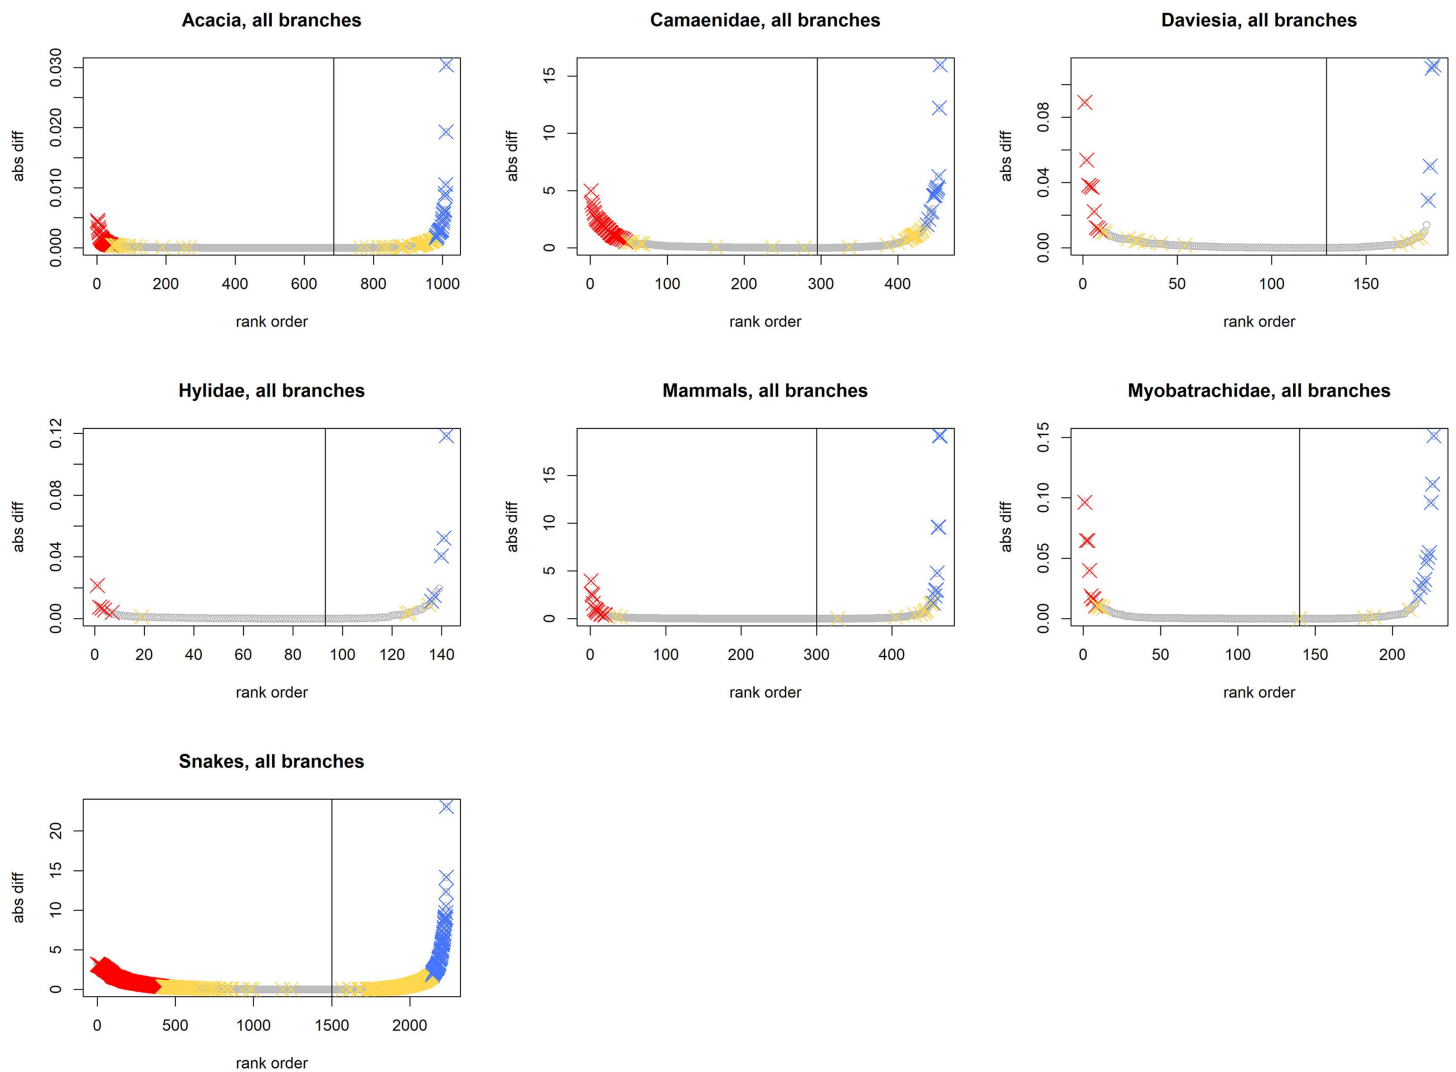 Acacia, all branches
abs diff
0.000 0.010 0.020 0.030
0 200 400 600 800 1000
rank order
Camaenidae, all branches
abs diff
0 5 10 15
0 100 200 300 400
rank order
Daviesia, all branches
abs diff
0.00 0.04 0.08
0 50 100 150
rank order
Hylidae, all branches
abs diff
0.00 0.04 0.08 0.12
0 20 40 60 80 100 120 140
rank order
Mammals, all branches
abs diff
0 5 10 15
0 100 200 300 400
rank order
Myobatrachidae, all branches
abs diff
0.00 0.05 0.10 0.15
0 50 100 150 200
rank order
Snakes, all branches
abs diff
0 5 10 15 20
0 500 1000 1500 2000
rank order